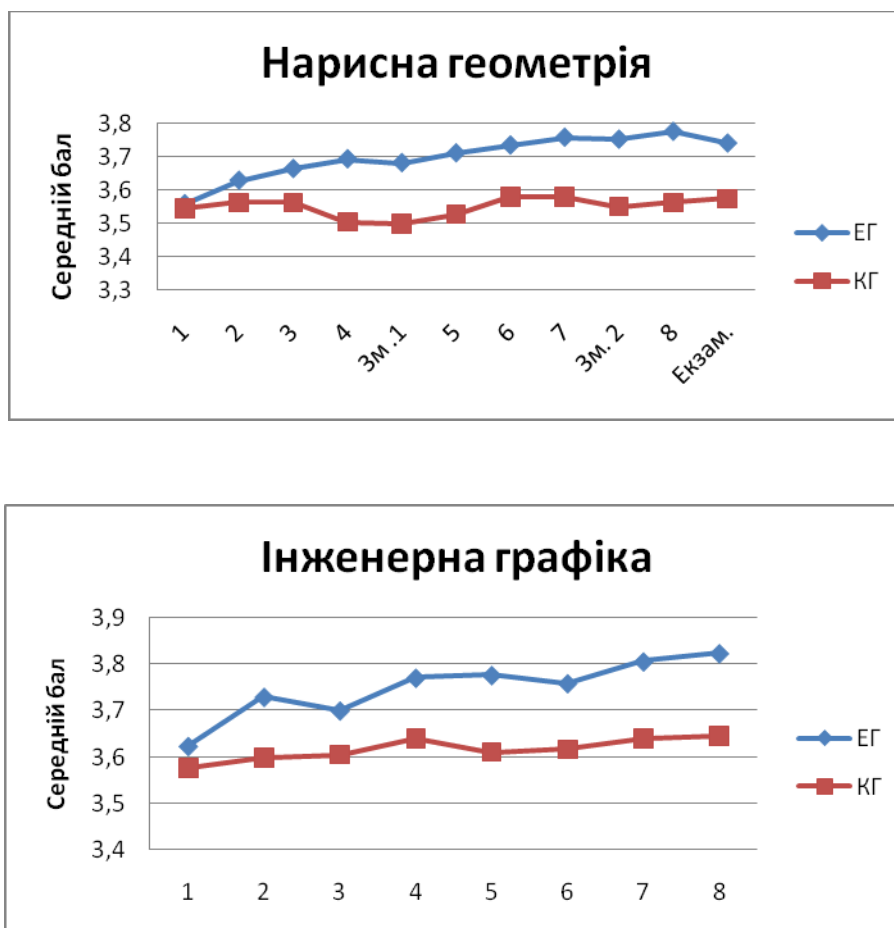 Нарисна геометрія
Середній бал
3,8
3,7
3,6
3,5
3,4
3,3
1
2
3
4
Зм .1
5
6
7
Зм. 2
8
Екзам.
ЕГ
КГ
Інженерна графіка
Середній бал
3,9
3,8
3,7
3,6
3,5
3,4
1 2 3 4 5 6 7 8
ЕГ
КГ